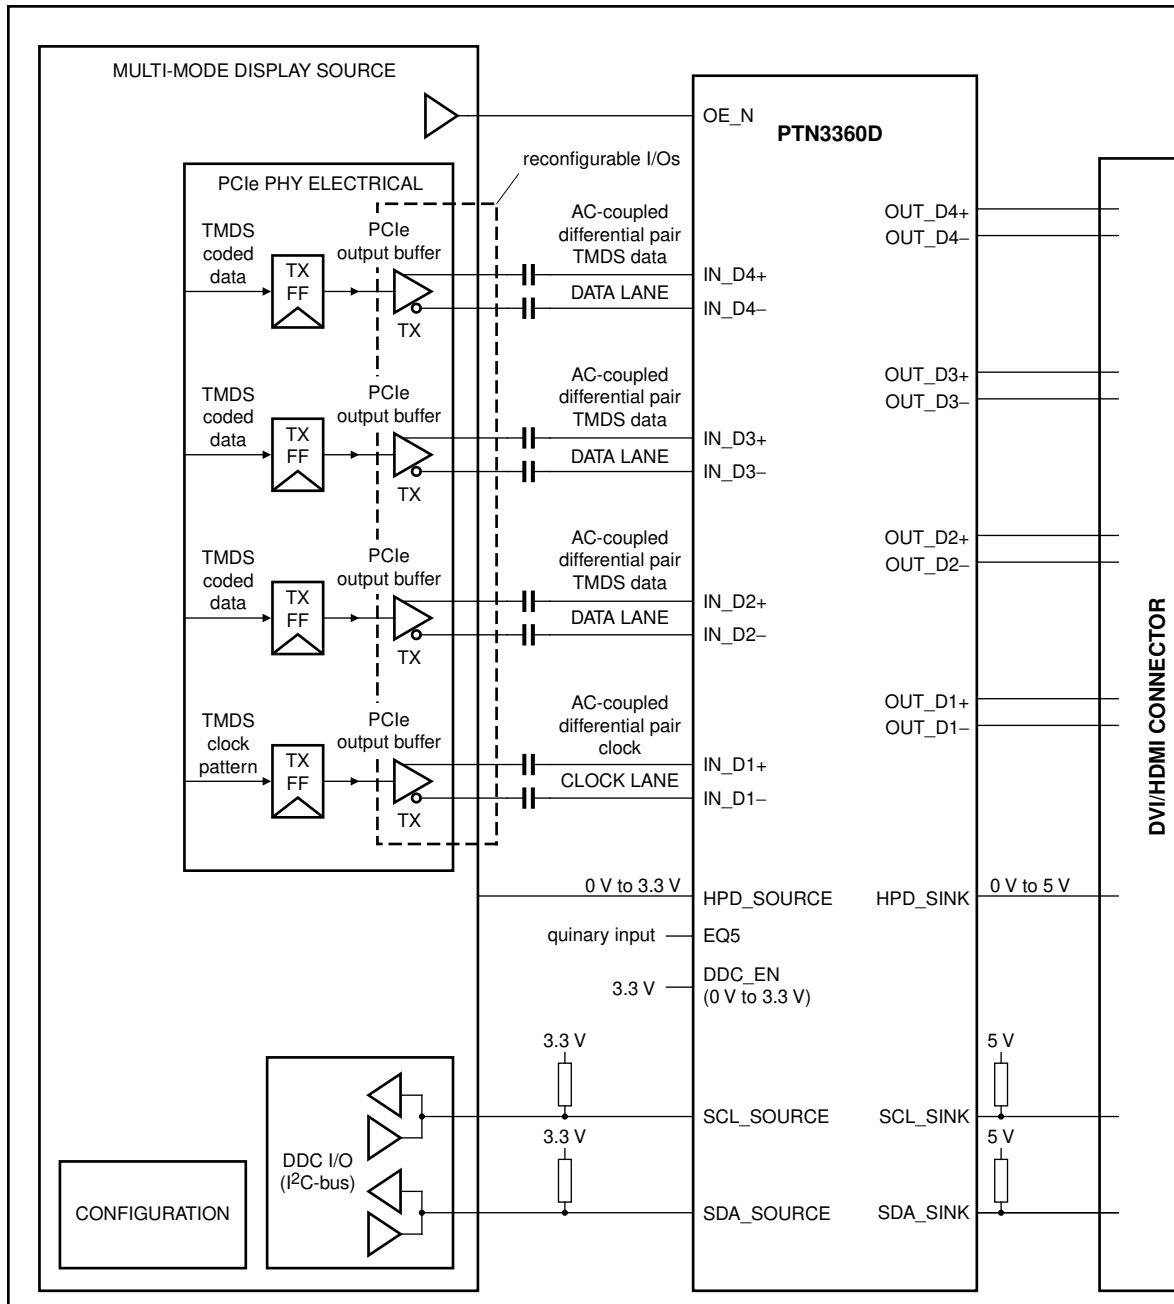 MULTI-MODE DISPLAY SOURCE
OE_N
PTN3360D
reconfigurable I/Os
PCIe PHY ELECTRICAL
TMDS
coded
data
TX
FF
PCIe
output buffer
TX
AC-coupled
differential pair
TMDS data
DATA LANE
IN_D4+
IN_D4−
OUT_D4+
OUT_D4−
TMDS
coded
data
TX
FF
PCIe
output buffer
TX
AC-coupled
differential pair
TMDS data
DATA LANE
IN_D3+
IN_D3−
OUT_D3+
OUT_D3−
TMDS
coded
data
TX
FF
PCIe
output buffer
TX
AC-coupled
differential pair
TMDS data
DATA LANE
IN_D2+
IN_D2−
OUT_D2+
OUT_D2−
TMDS
clock
pattern
TX
FF
PCIe
output buffer
TX
AC-coupled
differential pair
clock
CLOCK LANE
IN_D1+
IN_D1−
OUT_D1+
OUT_D1−
DVI/HDMI CONNECTOR
0 V to 3.3 V
HPD_SOURCE
HPD_SINK
0 V to 5 V
quinary input
EQ5
3.3 V
DDC_EN
(0 V to 3.3 V)
3.3 V
5 V
SCL_SOURCE
SCL_SINK
3.3 V
5 V
DDC I/O
(I²C-bus)
SDA_SOURCE
SDA_SINK
CONFIGURATION